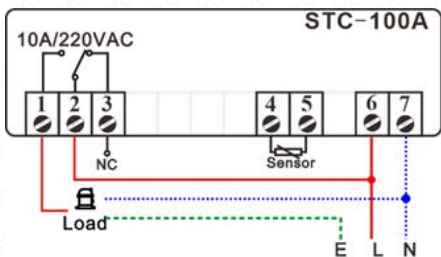 STC-100A
10A/220VAC
1 2 3 4 5 6 7
NC Sensor
Load
E L N